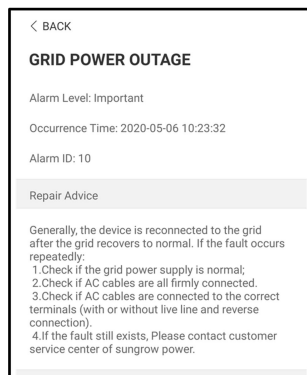 < BACK
GRID POWER OUTAGE
Alarm Level: Important
Occurrence Time: 2020-05-06 10:23:32
Alarm ID: 10
Repair Advice
Generally, the device is reconnected to the grid
after the grid recovers to normal. If the fault occurs
repeatedly:
1.Check if the grid power supply is normal;
2.Check if AC cables are all firmly connected.
3.Check if AC cables are connected to the correct
terminals (with or without live line and reverse
connection).
4.If the fault still exists, Please contact customer
service center of sungrow power.